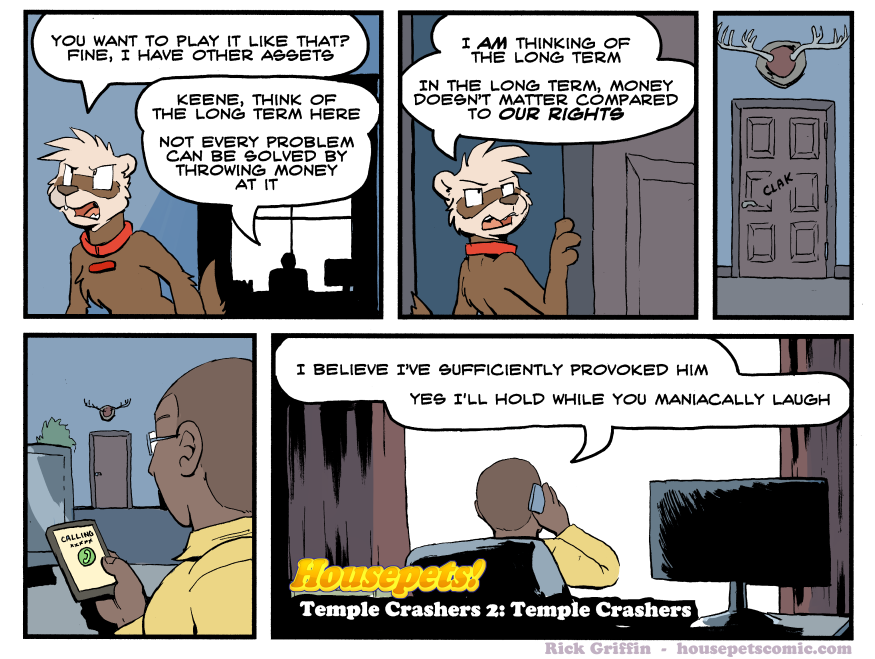 YOU WANT TO PLAY IT LIKE THAT?
FINE, I HAVE OTHER ASSETS
KEENE, THINK OF
THE LONG TERM HERE
NOT EVERY PROBLEM
CAN BE SOLVED BY
THROWING MONEY
AT IT
I AM THINKING OF
THE LONG TERM
IN THE LONG TERM, MONEY
DOESN'T MATTER COMPARED
TO OUR RIGHTS
CLAK
CALLING
xxxxx
I BELIEVE I'VE SUFFICIENTLY PROVOKED HIM
YES I'LL HOLD WHILE YOU MANIACALLY LAUGH
Housepets!
Temple Crashers 2: Temple Crashers
Rick Griffin - housepetscomic.com